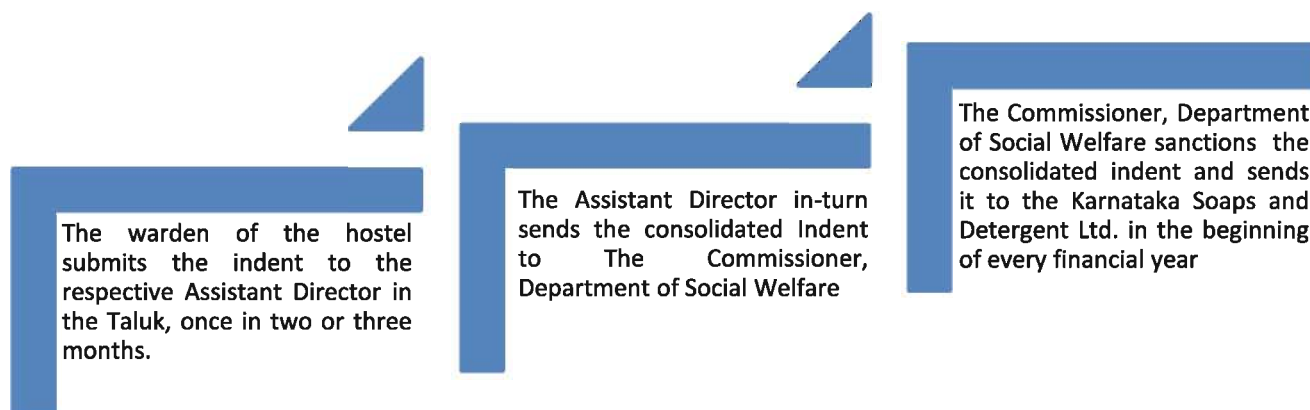 The warden of the hostel
submits the indent to the
respective Assistant Director in
the Taluk, once in two or three
months.
The Assistant Director in-turn
sends the consolidated Indent
to The Commissioner,
Department of Social Welfare
The Commissioner, Department
of Social Welfare sanctions the
consolidated indent and sends
it to the Karnataka Soaps and
Detergent Ltd. in the beginning
of every financial year